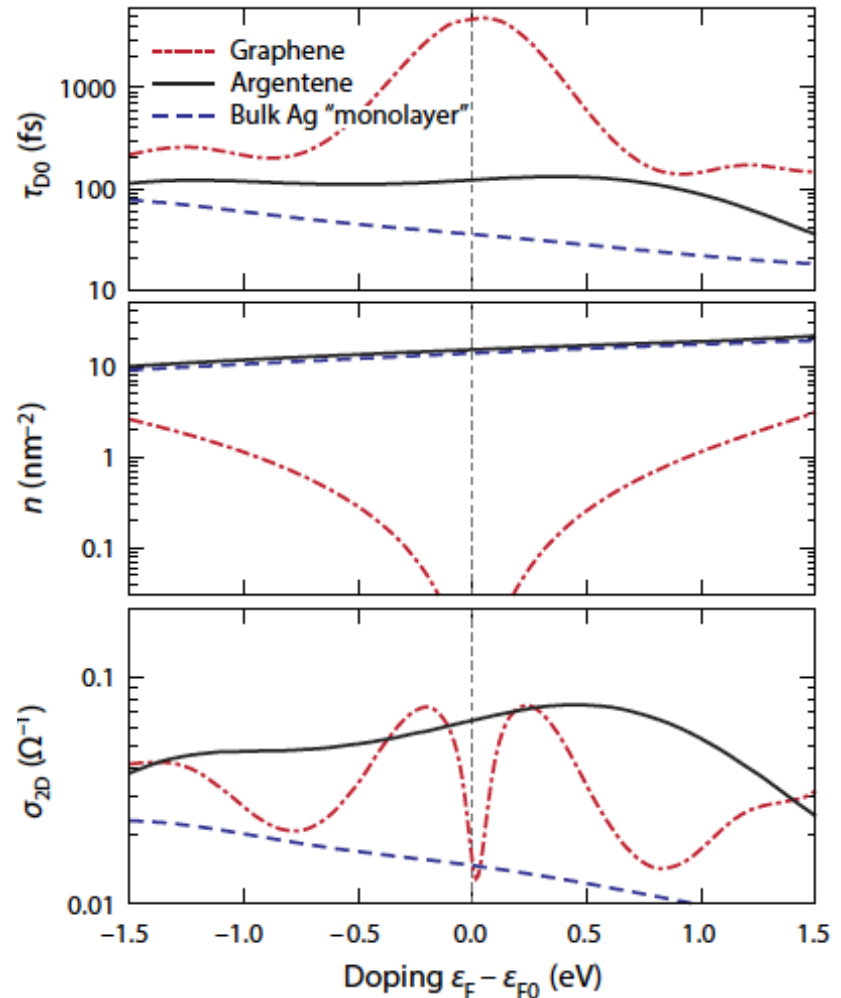 1000
100
10
τD0 (fs)
Graphene
Argentene
Bulk Ag “monolayer”
10
1
0.1
n (nm−2)
0.1
0.01
σ2D (Ω−1)
−1.5 −1.0 −0.5 0.0 0.5 1.0 1.5
Doping εF – εF0 (eV)